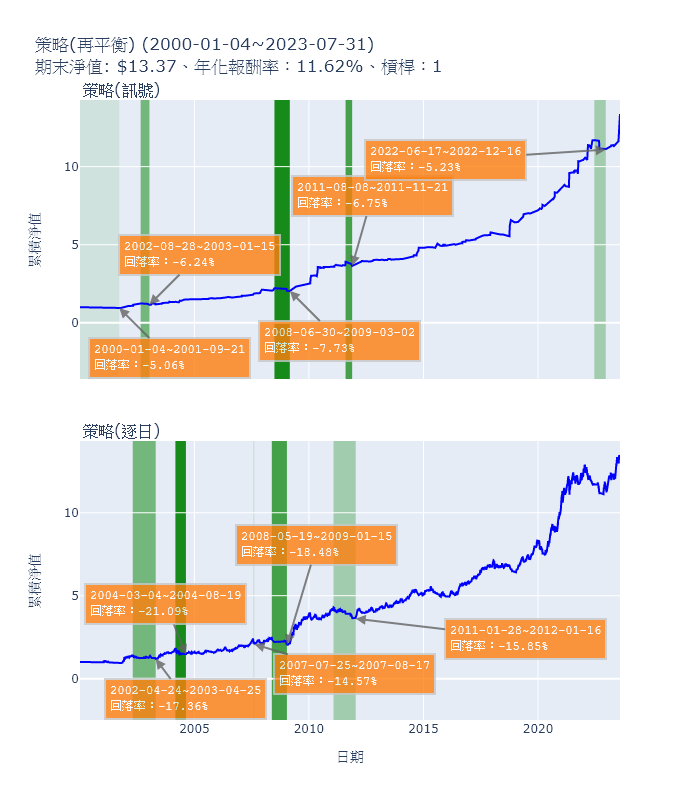 策略(再平衡) (2000-01-04~2023-07-31)
期末淨值: $13.37、年化報酬率：11.62%、槓桿：1
策略(訊號)
2022-06-17~2022-12-16
回落率：-5.23%
2011-08-08~2011-11-21
回落率：-6.75%
2002-08-28~2003-01-15
回落率：-6.24%
2008-06-30~2009-03-02
回落率：-7.73%
2000-01-04~2001-09-21
回落率：-5.06%
10
5
0
累積淨值
策略(逐日)
2008-05-19~2009-01-15
回落率：-18.48%
2004-03-04~2004-08-19
回落率：-21.09%
2011-01-28~2012-01-16
回落率：-15.85%
2007-07-25~2007-08-17
回落率：-14.57%
2002-04-24~2003-04-25
回落率：-17.36%
10
5
0
累積淨值
2005
2010
2015
2020
日期